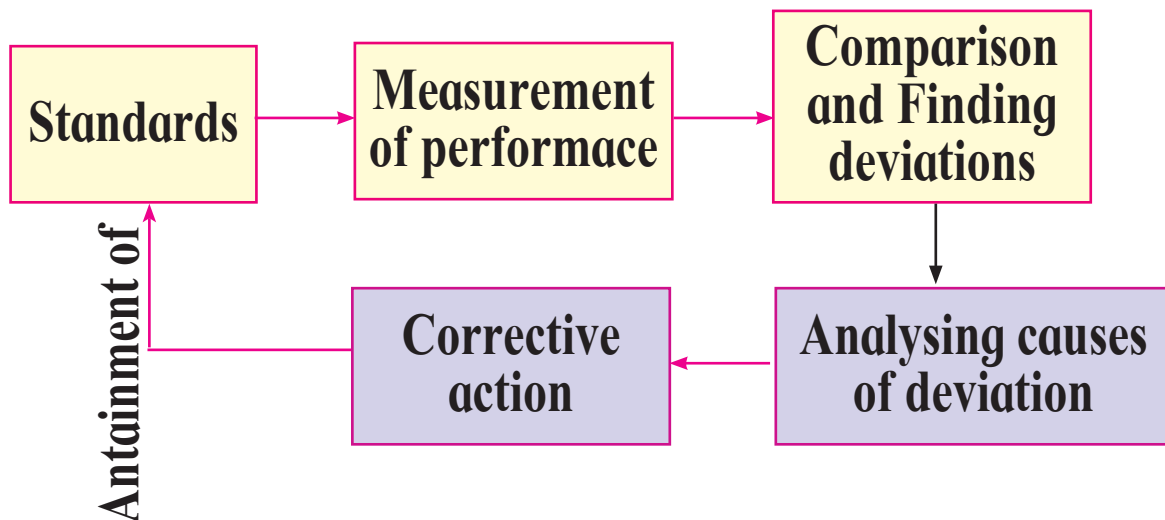 Standards
Measurement
of performace
Comparison
and Finding
deviations
Analysing causes
of deviation
Corrective
action
Antainment of